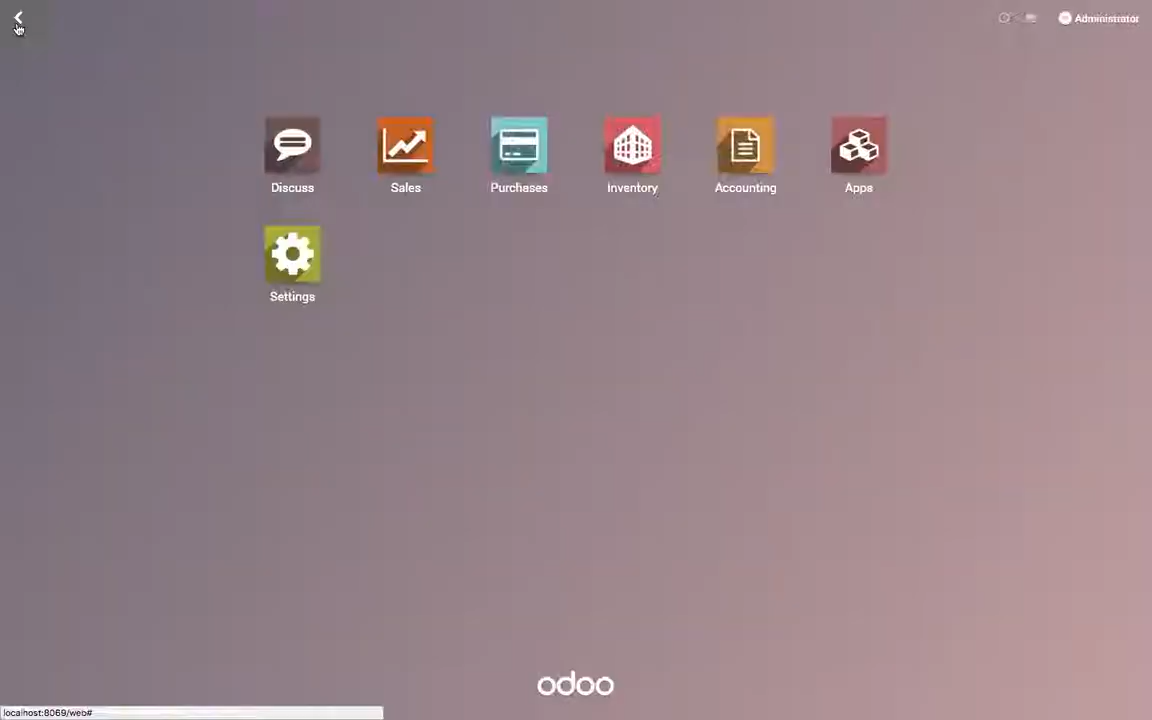 Administrator
Discuss
Sales
Purchases
Inventory
Accounting
Apps
Settings
odoo
localhost:8069/web#